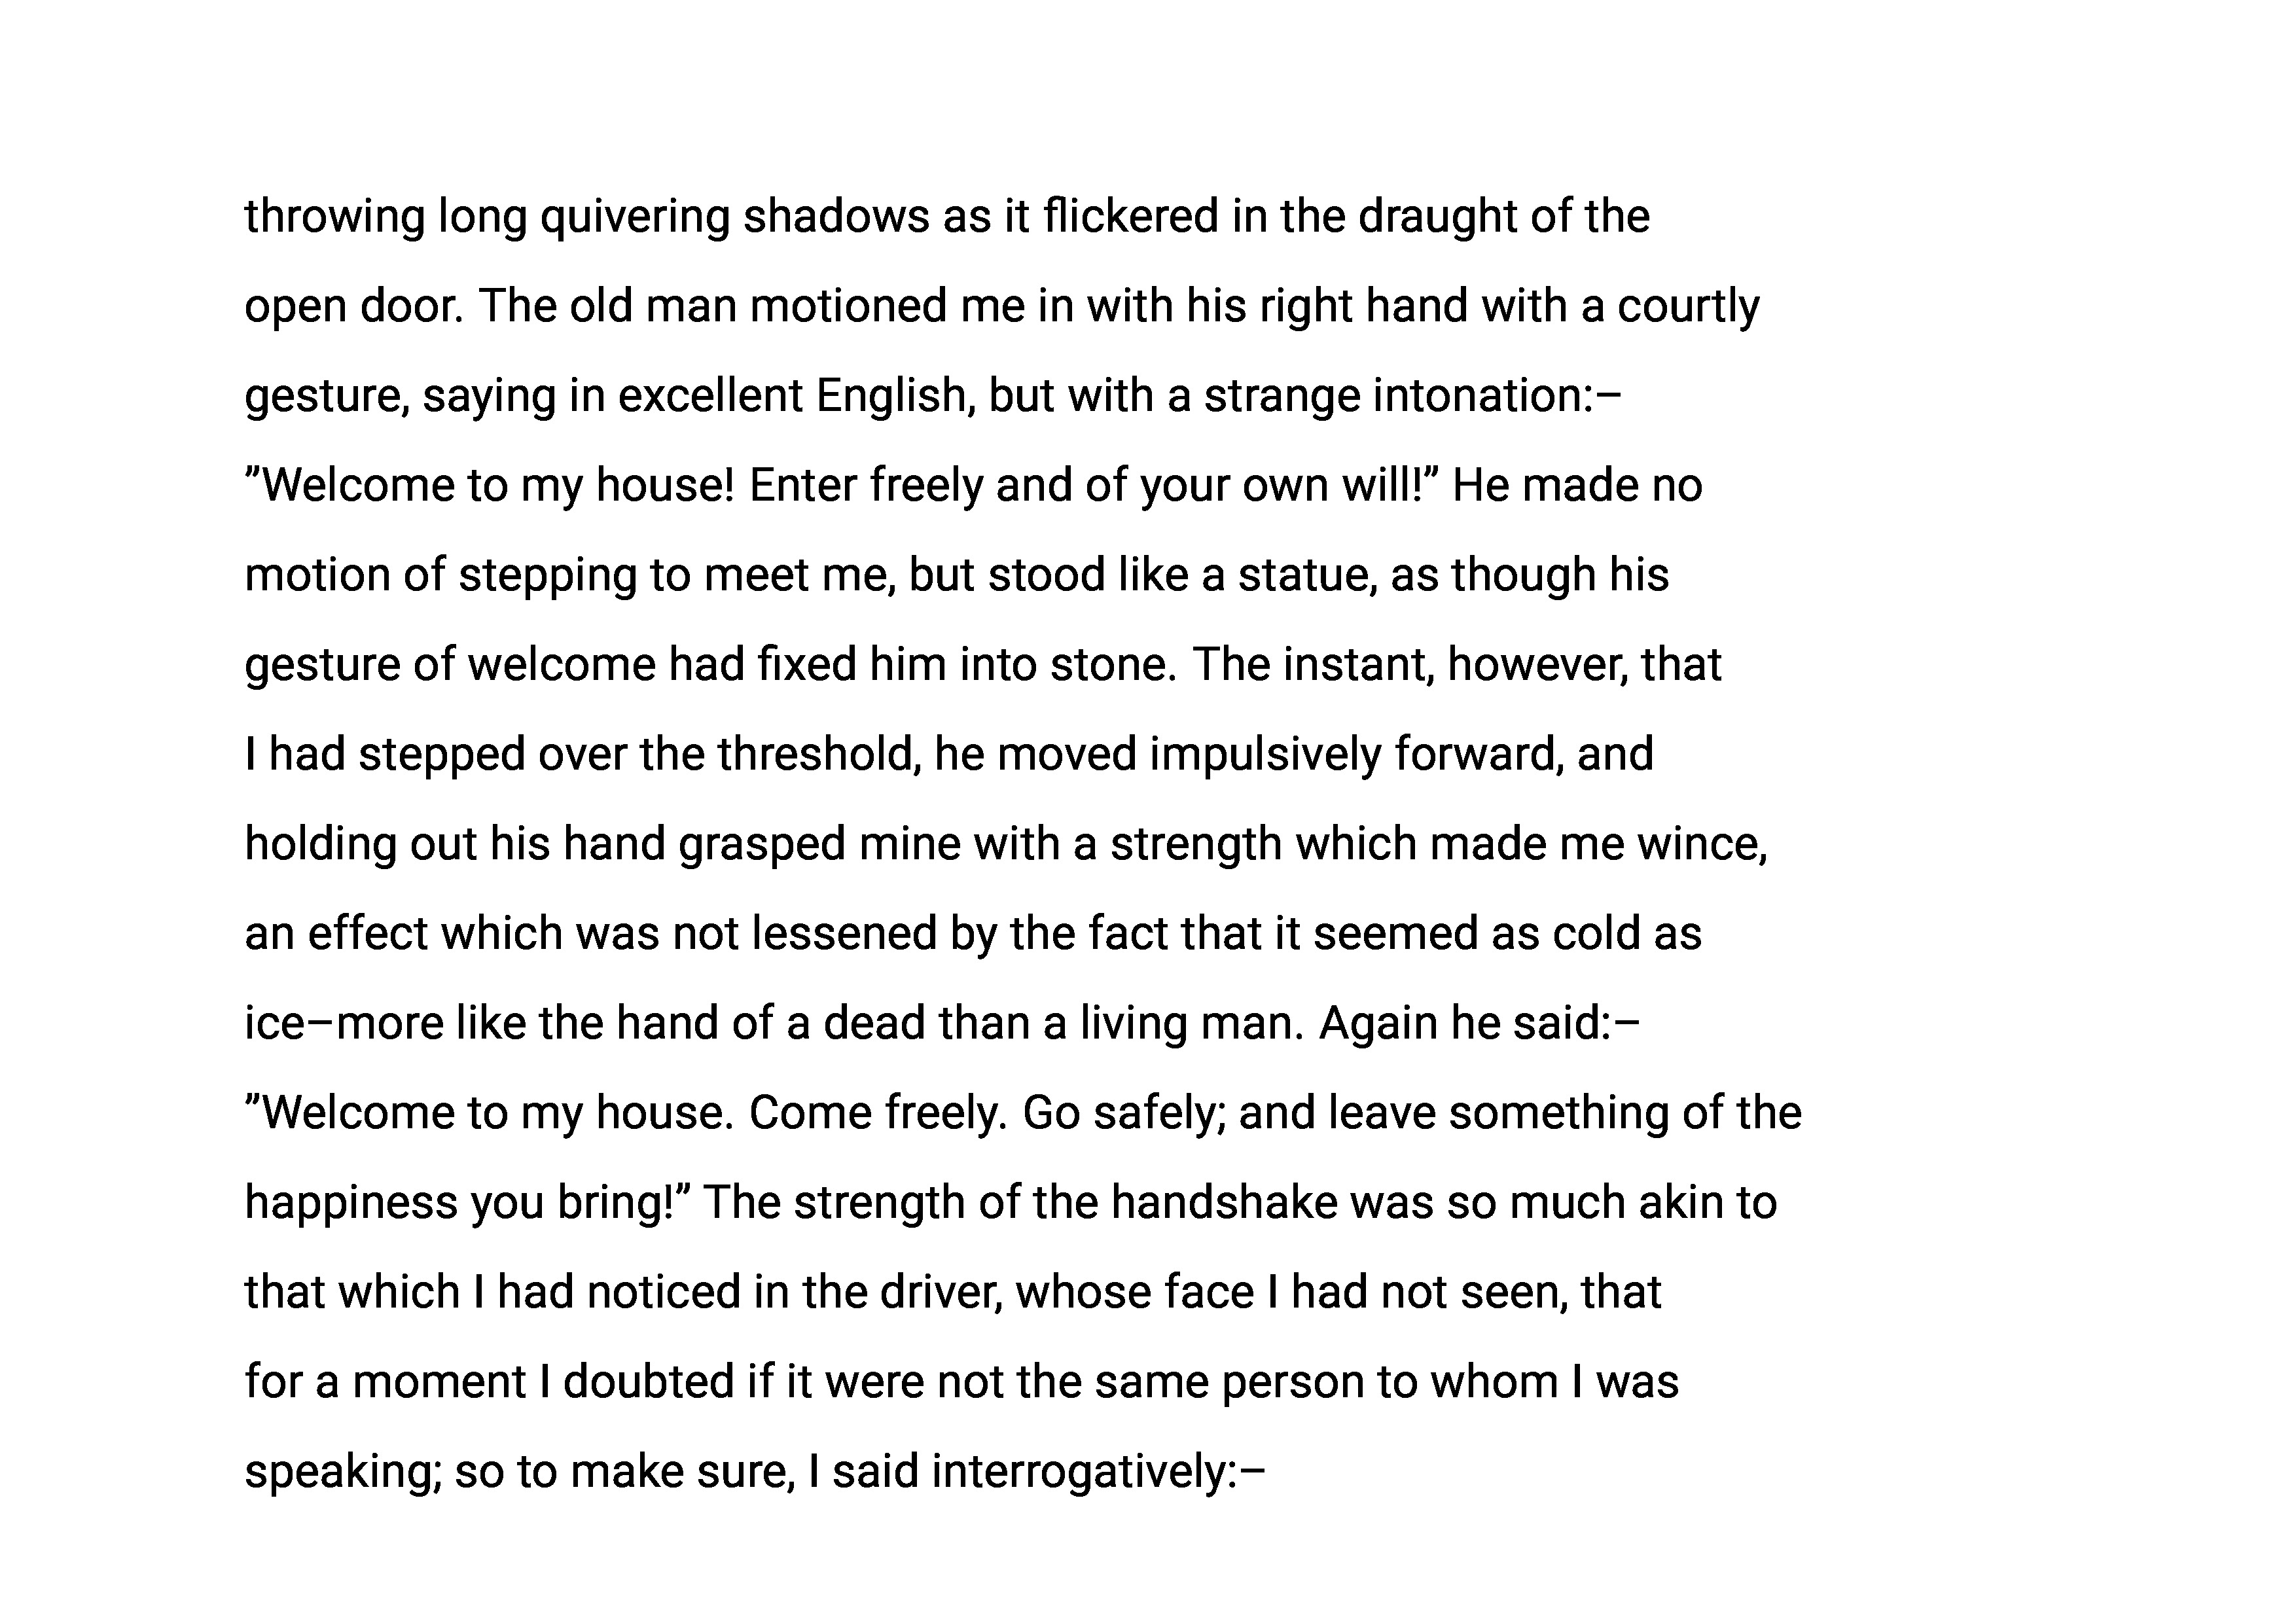 throwing long quivering shadows as it flickered in the draught of the
open door. The old man motioned me in with his right hand with a courtly
gesture, saying in excellent English, but with a strange intonation:–
”Welcome to my house! Enter freely and of your own will!” He made no
motion of stepping to meet me, but stood like a statue, as though his
gesture of welcome had fixed him into stone. The instant, however, that
I had stepped over the threshold, he moved impulsively forward, and
holding out his hand grasped mine with a strength which made me wince,
an effect which was not lessened by the fact that it seemed as cold as
ice–more like the hand of a dead than a living man. Again he said:–
”Welcome to my house. Come freely. Go safely; and leave something of the
happiness you bring!” The strength of the handshake was so much akin to
that which I had noticed in the driver, whose face I had not seen, that
for a moment I doubted if it were not the same person to whom I was
speaking; so to make sure, I said interrogatively:–